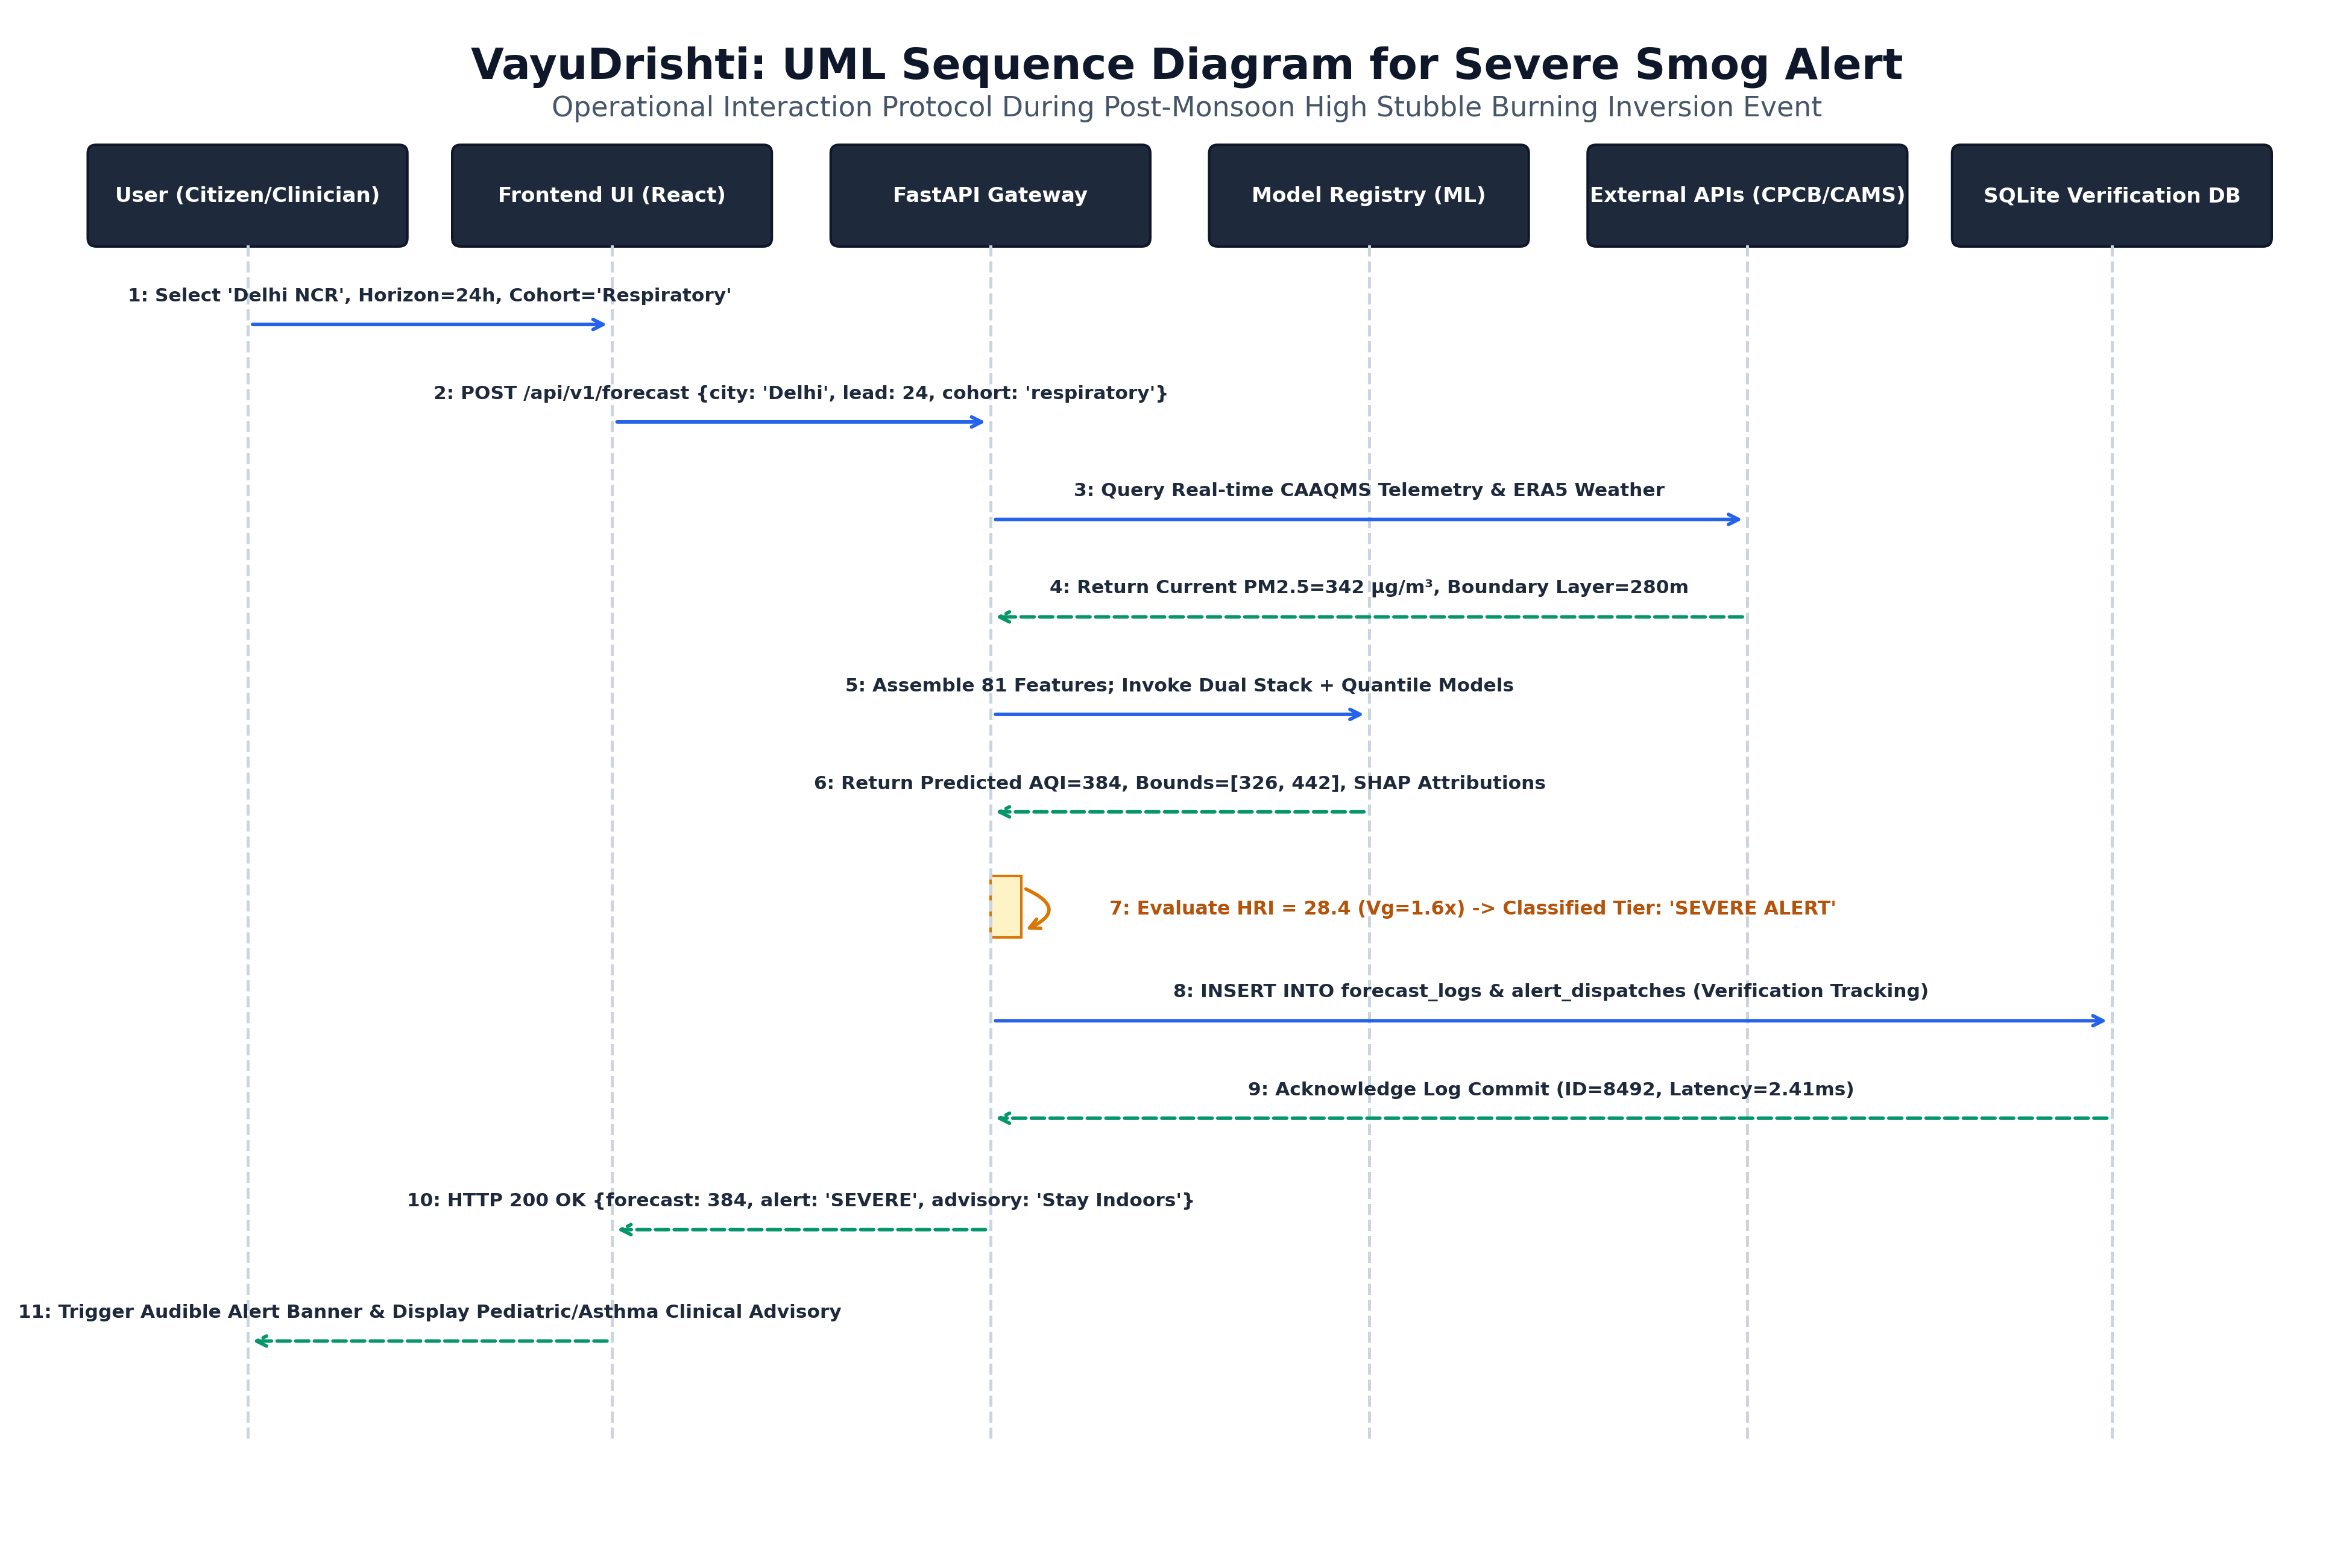 VayuDrishti: UML Sequence Diagram for Severe Smog Alert
Operational Interaction Protocol During Post-Monsoon High Stubble Burning Inversion Event
User (Citizen/Clinician)
Frontend UI (React)
FastAPI Gateway
Model Registry (ML)
External APIs (CPCB/CAMS)
SQLite Verification DB
1: Select 'Delhi NCR', Horizon=24h, Cohort='Respiratory'
2: POST /api/v1/forecast {city: 'Delhi', lead: 24, cohort: 'respiratory'}
3: Query Real-time CAAQMS Telemetry & ERA5 Weather
4: Return Current PM2.5=342 µg/m³, Boundary Layer=280m
5: Assemble 81 Features; Invoke Dual Stack + Quantile Models
6: Return Predicted AQI=384, Bounds=[326, 442], SHAP Attributions
7: Evaluate HRI = 28.4 (Vg=1.6x) -> Classified Tier: 'SEVERE ALERT'
8: INSERT INTO forecast_logs & alert_dispatches (Verification Tracking)
9: Acknowledge Log Commit (ID=8492, Latency=2.41ms)
10: HTTP 200 OK {forecast: 384, alert: 'SEVERE', advisory: 'Stay Indoors'}
11: Trigger Audible Alert Banner & Display Pediatric/Asthma Clinical Advisory